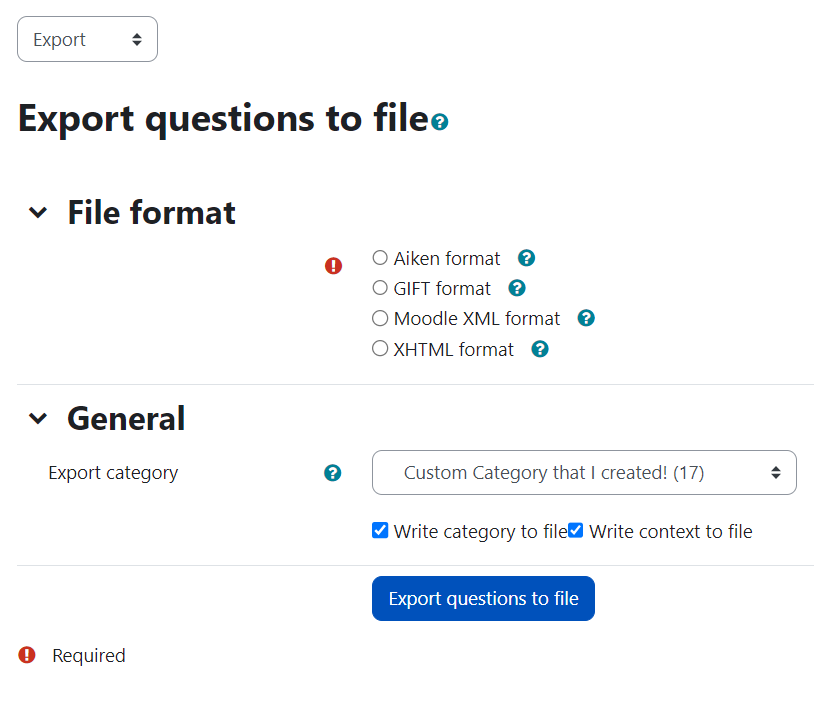 Export
Export questions to file
File format
Aiken format
GIFT format
Moodle XML format
XHTML format
General
Export category
Custom Category that I created! (17)
Write category to file Write context to file
Export questions to file
Required